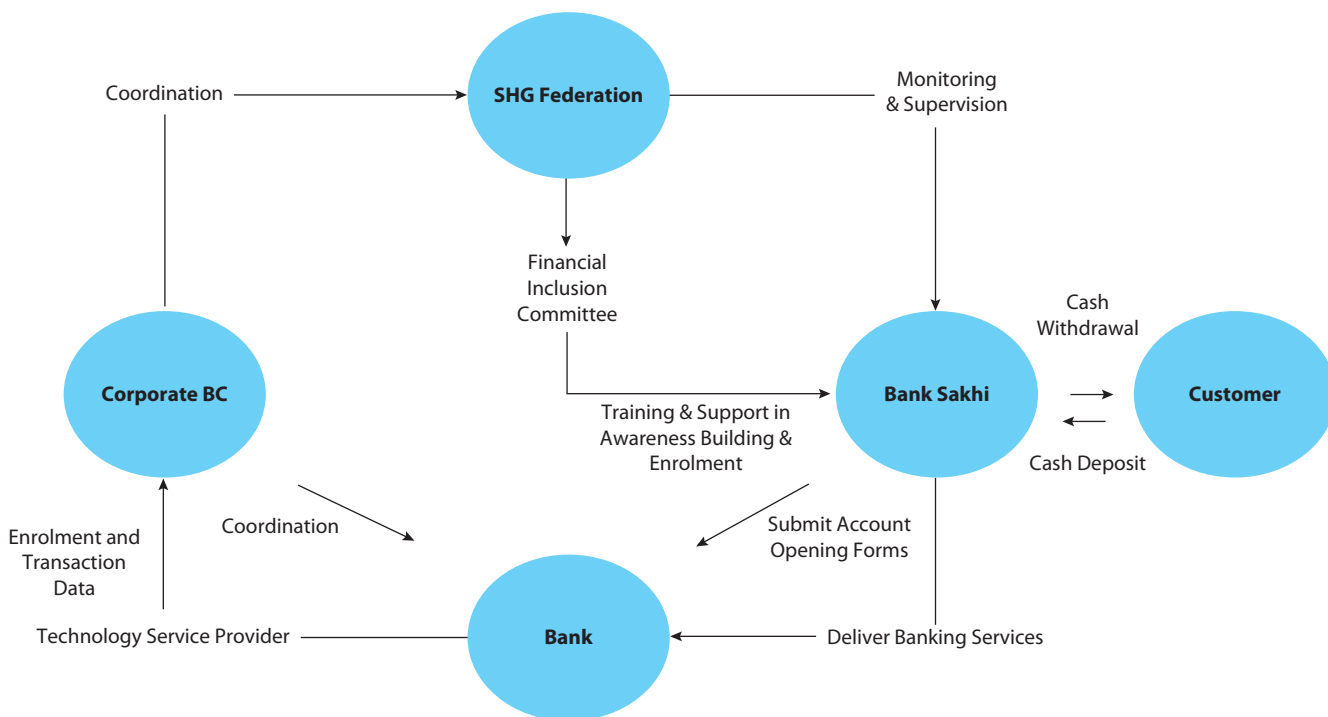 Coordination
SHG Federation
Monitoring
& Supervision
Financial
Inclusion
Committee
Cash
Withdrawal
Corporate BC
Bank Sakhi
Customer
Training & Support in
Awareness Building &
Enrolment
Cash Deposit
Enrolment and
Transaction
Data
Coordination
Submit Account
Opening Forms
Technology Service Provider
Bank
Deliver Banking Services